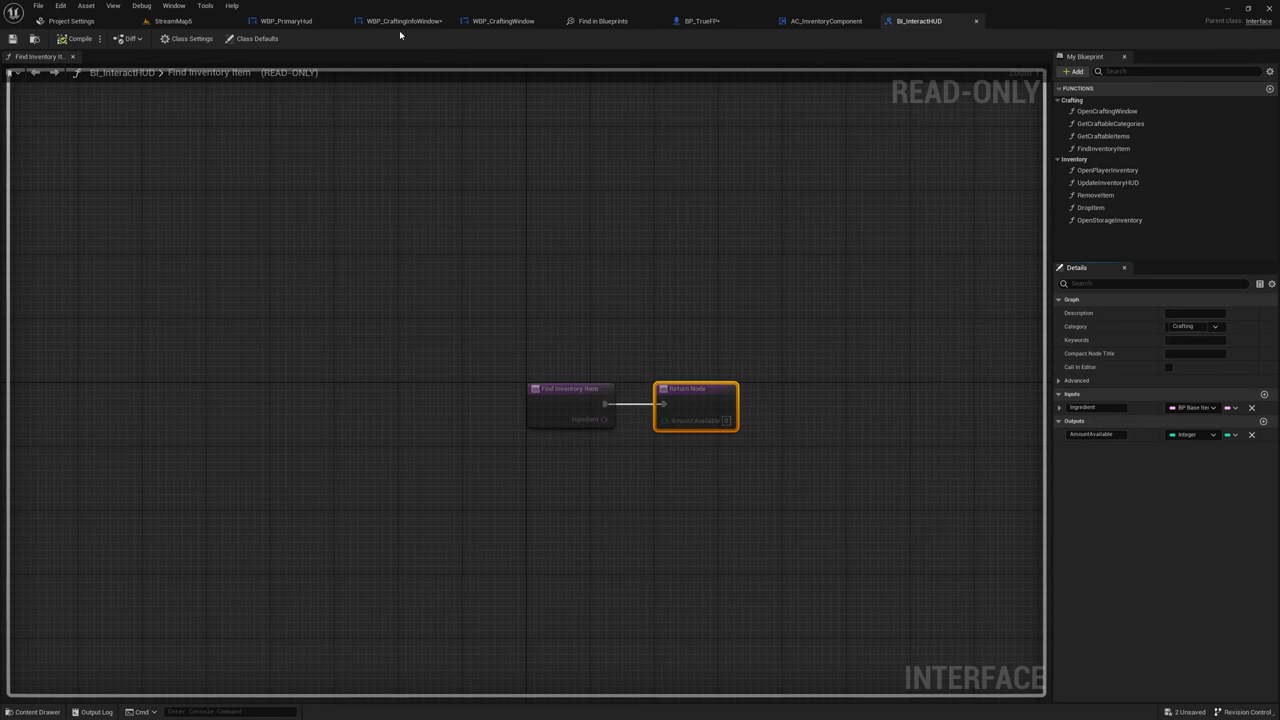 File Edit Asset View Debug Window Tools Help
Project Settings StreamMap5 WBP_PrimaryHud WBP_CraftingInfoWindow• WBP_CraftingWindow Find in Blueprints BP_TrueFP• AC_InventoryComponent BI_InteractHUD Parent class: Interface
Compile Diff Class Settings Class Defaults
Find Inventory It...
BI_InteractHUD > Find Inventory Item (READ-ONLY)
READ-ONLY
Find Inventory Item
Ingredient
Return Node
Amount Available 0
INTERFACE
My Blueprint
+ Add Search
FUNCTIONS
Crafting
OpenCraftingWindow
GetCraftableCategories
GetCraftableItems
FindInventoryItem
Inventory
OpenPlayerInventory
UpdateInventoryHUD
RemoveItem
DropItem
OpenStorageInventory
Details
Search
Graph
Description
Category Crafting
Keywords
Compact Node Title
Call In Editor
Advanced
Inputs
Ingredient BP Base Iter
Outputs
AmountAvailable Integer
Content Drawer Output Log Cmd Enter Console Command 2 Unsaved Revision Control